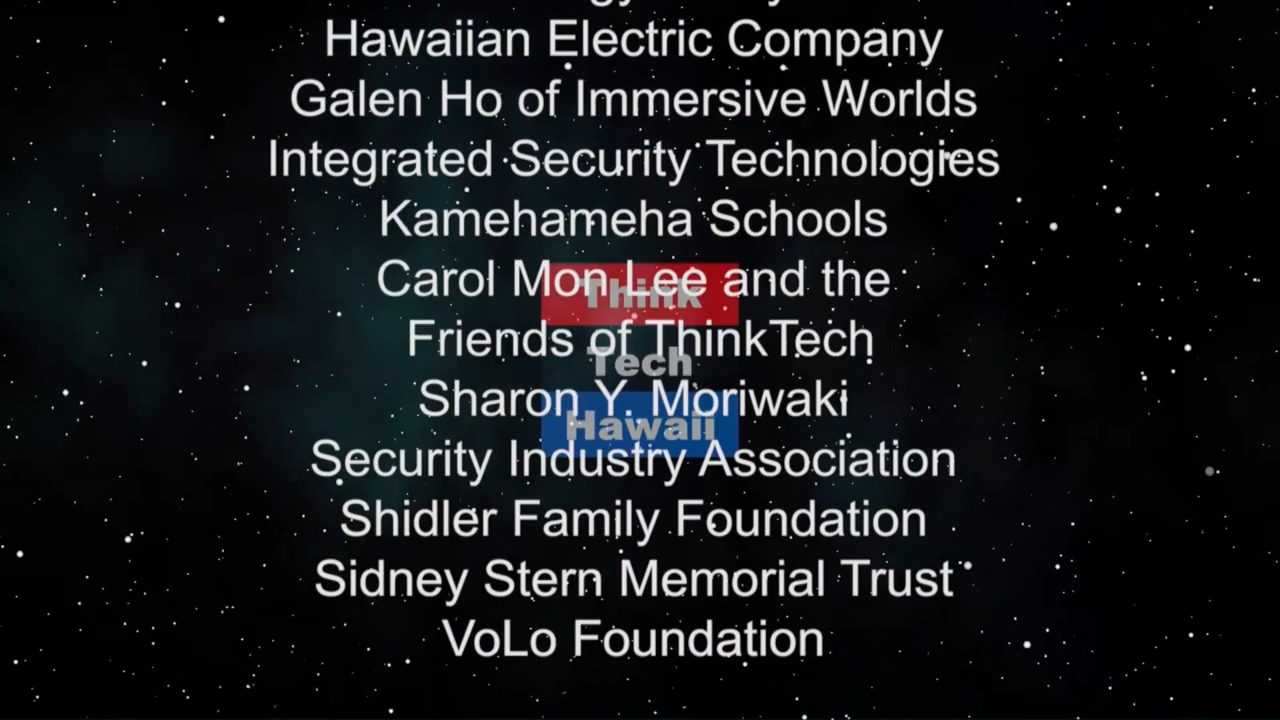 Hawaiian Electric Company
Galen Ho of Immersive Worlds
Integrated Security Technologies
Kamehameha Schools
Carol Mon Lee and the
Friends of ThinkTech
Sharon Y. Moriwaki
Security Industry Association
Shidler Family Foundation
Sidney Stern Memorial Trust
VoLo Foundation
Think
Tech
Hawaii